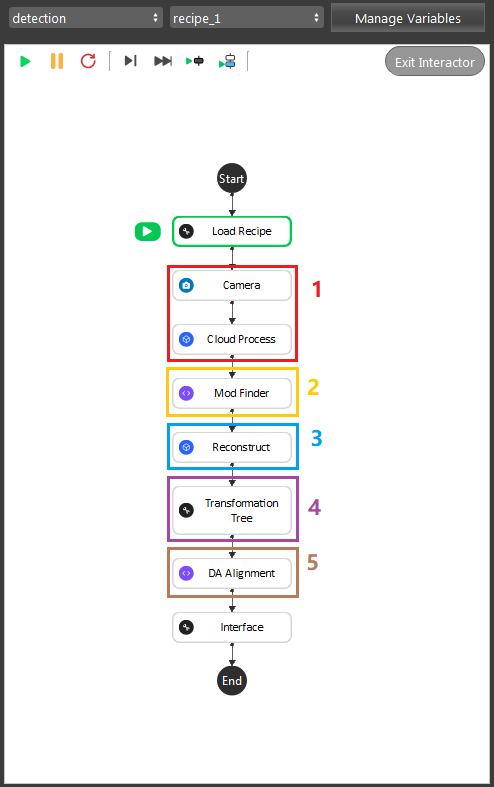 detection
recipe_1
Manage Variables
Exit Interactor
Start
Load Recipe
Camera
1
Cloud Process
Mod Finder
2
Reconstruct
3
Transformation
Tree
4
DA Alignment
5
Interface
End